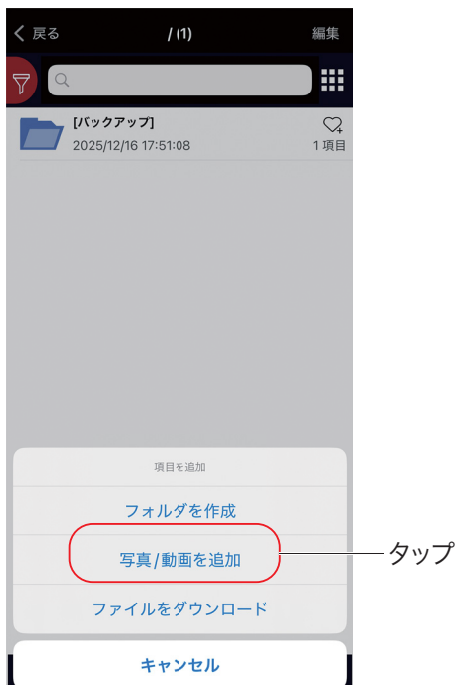 戻る
/ (1)
編集
[バックアップ]
2025/12/16 17:51:08
1 項目
項目を追加
フォルダを作成
写真/動画を追加
タップ
ファイルをダウンロード
キャンセル